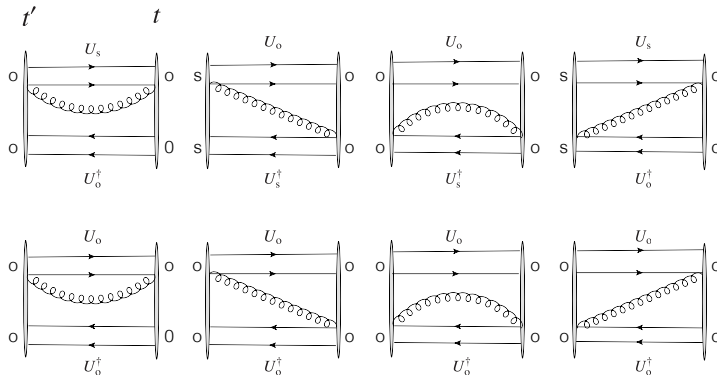 t′ t
U_s U_o U_o U_s
o o s o o o s o
o 0 s o o o s o
U_o^† U_s^† U_s^† U_o^†
U_o U_o U_o U_o
o o o o o o o o
o 0 o o o o o o
U_o^† U_o^† U_o^† U_o^†